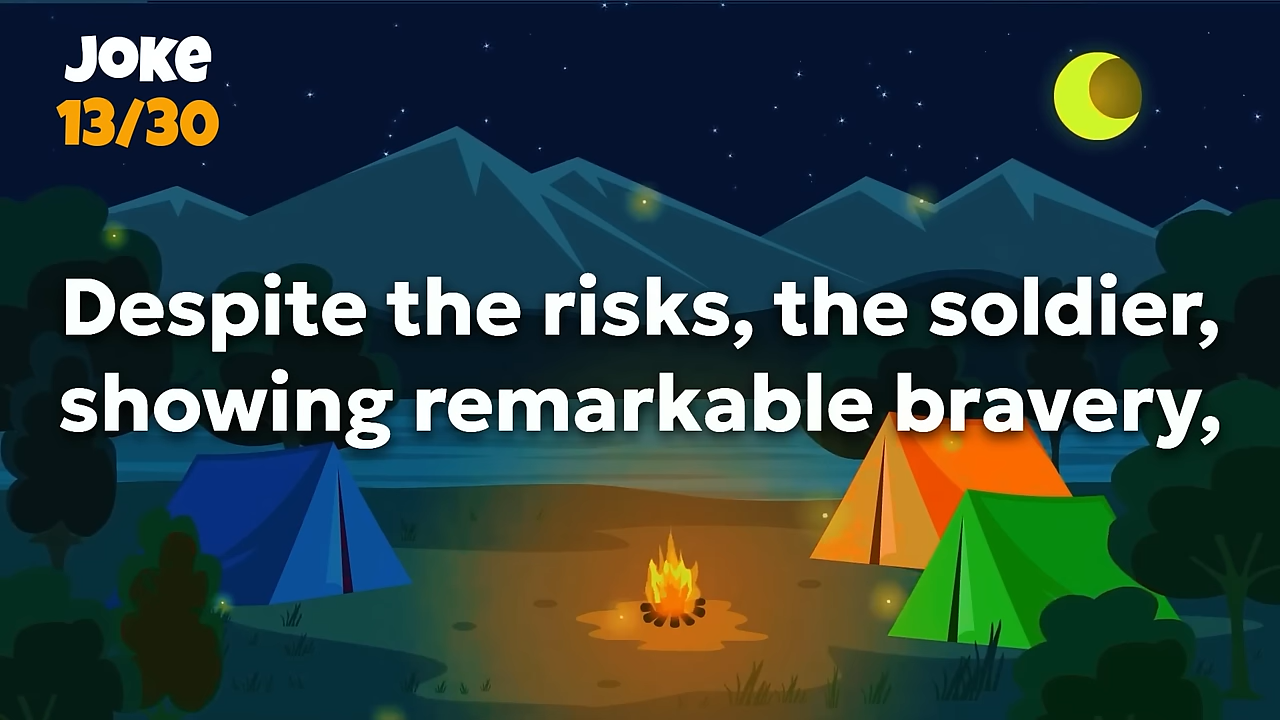 Joke
13/30
Despite the risks, the soldier,
showing remarkable bravery,